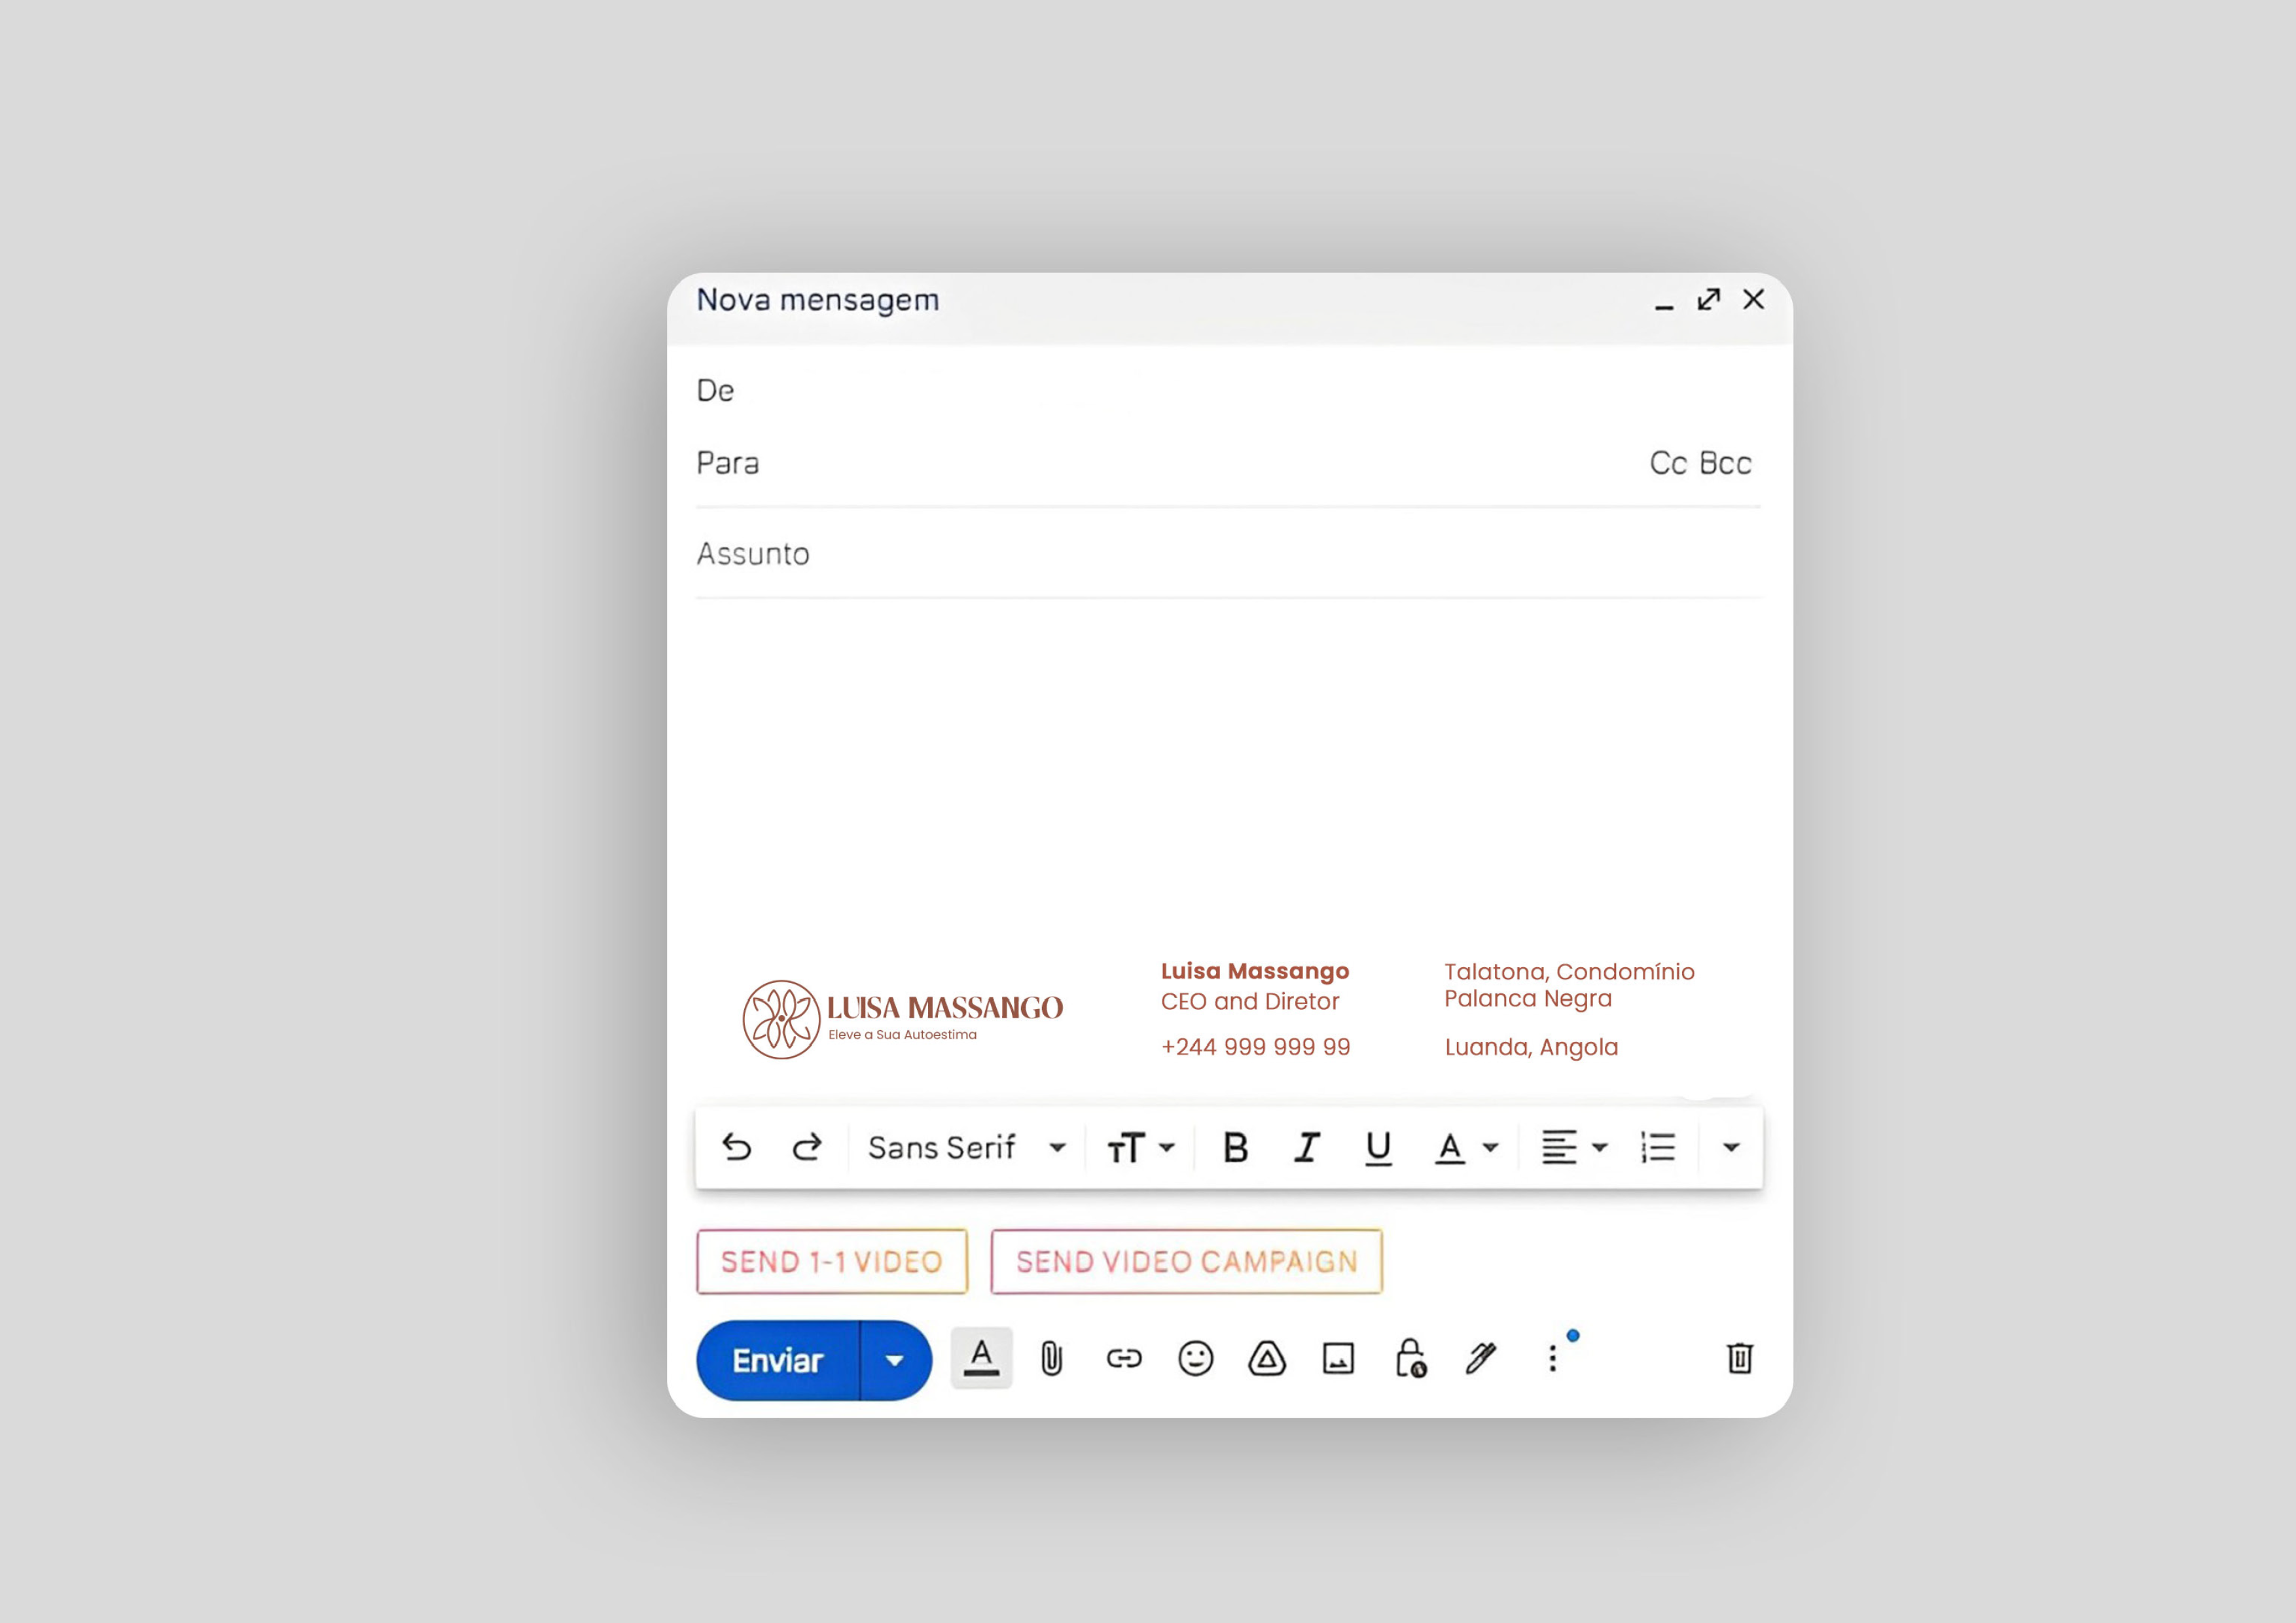 Nova mensagem
De
Para
Cc Bcc
Assunto
LUISA MASSANGO
Eleve a Sua Autoestima
Luisa Massango
CEO and Diretor
+244 999 999 99
Talatona, Condomínio
Palanca Negra
Luanda, Angola
Sans Serif
SEND 1-1 VIDEO
SEND VIDEO CAMPAIGN
Enviar